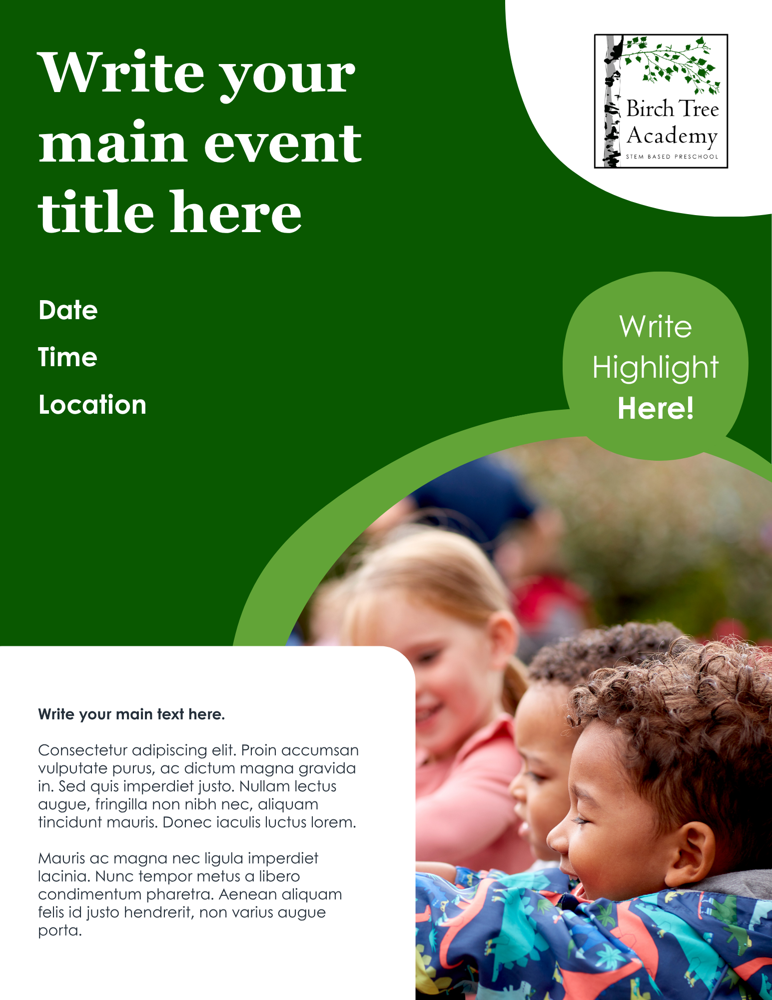 Write your
main event
title here
Birch Tree
Academy
STEM BASED PRESCHOOL
Date
Time
Location
Write
Highlight
Here!
Write your main text here.
Consectetur adipiscing elit. Proin accumsan
vulputate purus, ac dictum magna gravida
in. Sed quis imperdiet justo. Nullam lectus
augue, fringilla non nibh nec, aliquam
tincidunt mauris. Donec iaculis luctus lorem.
Mauris ac magna nec ligula imperdiet
lacinia. Nunc tempor metus a libero
condimentum pharetra. Aenean aliquam
felis id justo hendrerit, non varius augue
porta.